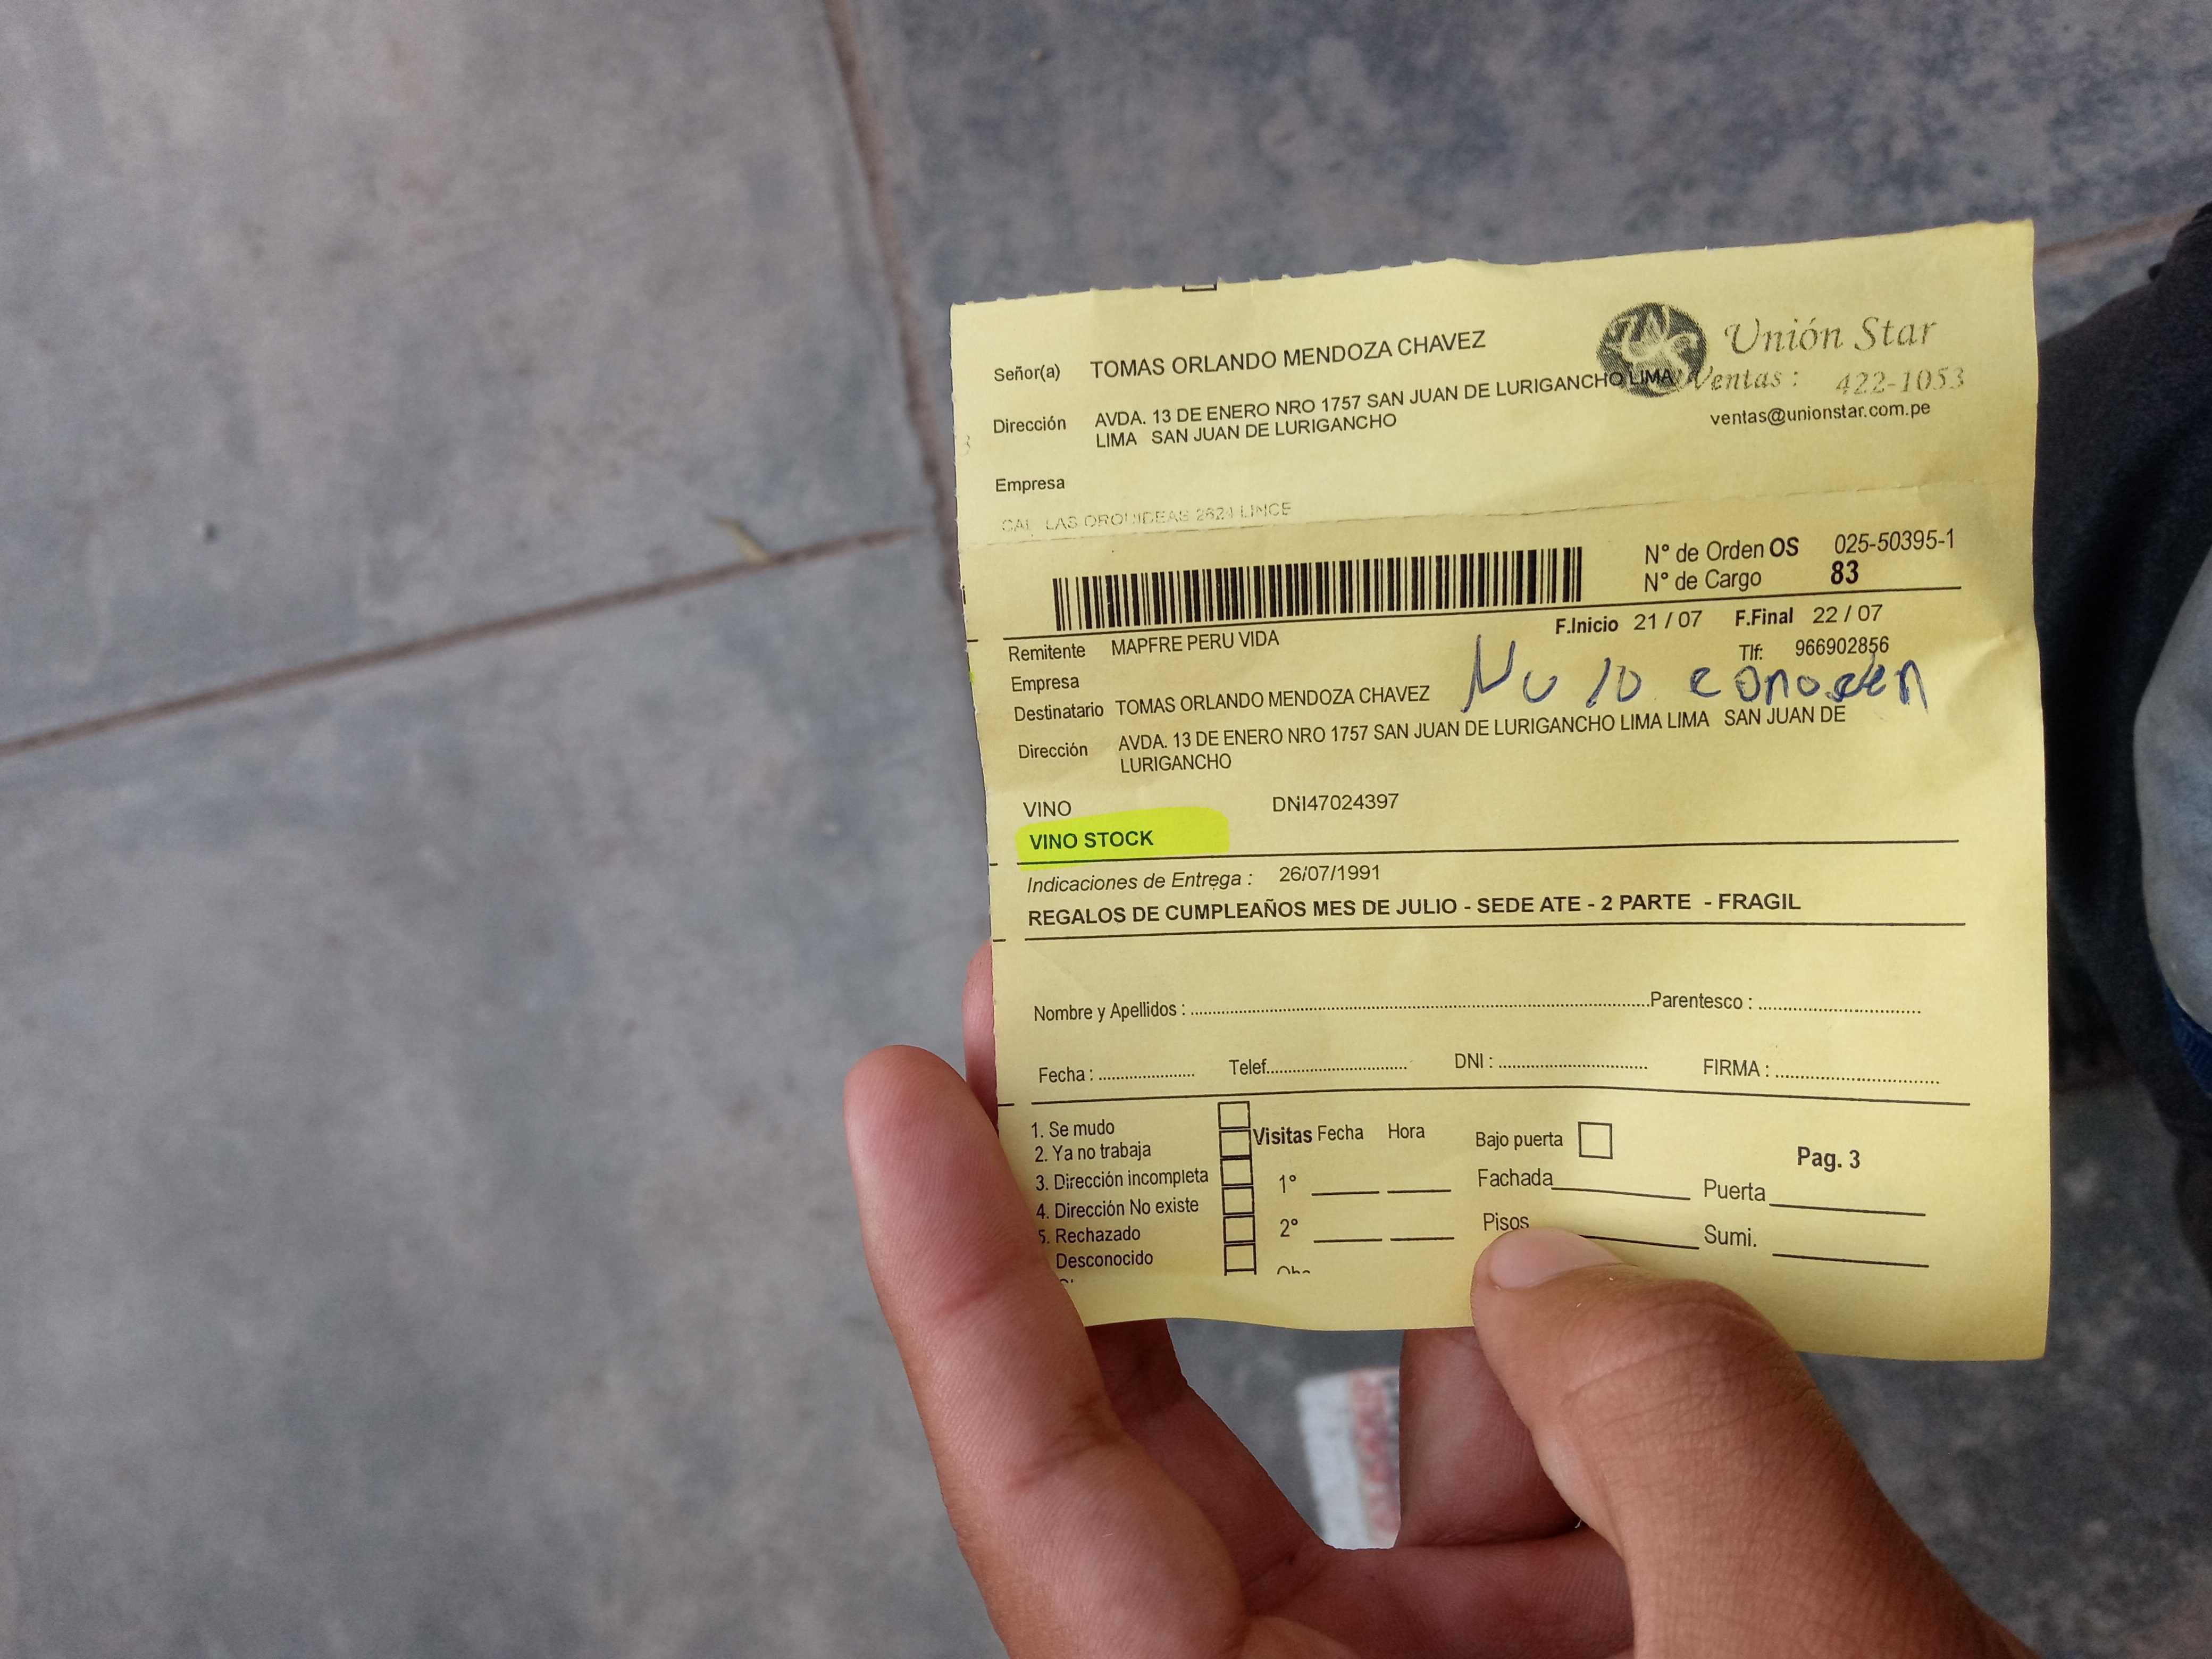 Señor(a) TOMAS ORLANDO MENDOZA CHAVEZ
Unión Star
Ventas : 422-1053
ventas@unionstar.com.pe
Dirección AVDA. 13 DE ENERO NRO 1757 SAN JUAN DE LURIGANCHO LIMA
LIMA SAN JUAN DE LURIGANCHO
Empresa
LAS ORQUIDEAS 2621 LINCE
N° de Orden OS 025-50395-1
N° de Cargo 83
F.Inicio 21 / 07 F.Final 22 / 07
Remitente MAPFRE PERU VIDA
Tlf: 966902856
Empresa
No lo conocen
Destinatario TOMAS ORLANDO MENDOZA CHAVEZ
Dirección AVDA. 13 DE ENERO NRO 1757 SAN JUAN DE LURIGANCHO LIMA LIMA SAN JUAN DE
LURIGANCHO
VINO DNI47024397
VINO STOCK
Indicaciones de Entrega : 26/07/1991
REGALOS DE CUMPLEAÑOS MES DE JULIO - SEDE ATE - 2 PARTE - FRAGIL
Nombre y Apellidos : Parentesco :
Fecha : Telef. DNI : FIRMA :
1. Se mudo
2. Ya no trabaja
3. Dirección incompleta
4. Dirección No existe
5. Rechazado
Desconocido
Visitas Fecha Hora
1°
2°
Bajo puerta
Fachada Puerta
Pisos Sumi.
Pag. 3